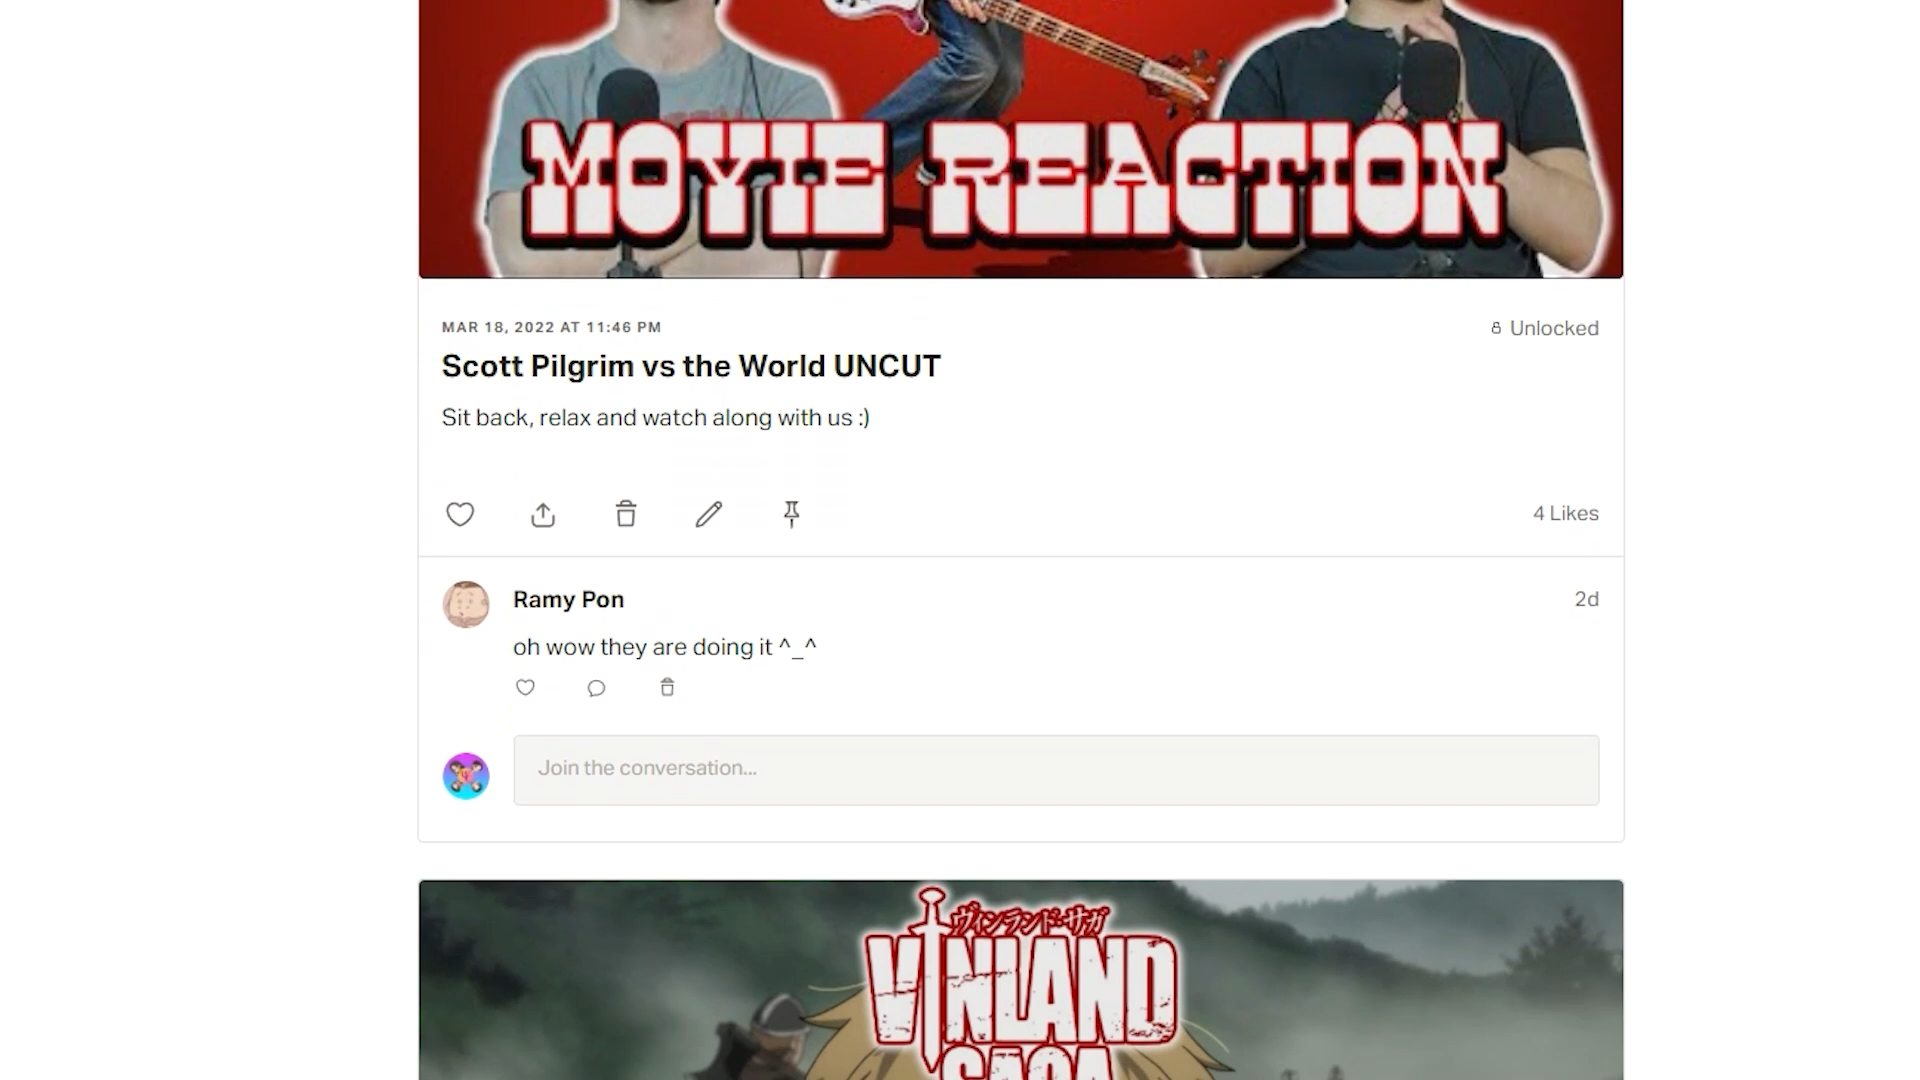 MOVIE REACTION
MAR 18, 2022 AT 11:46 PM
Unlocked
Scott Pilgrim vs the World UNCUT
Sit back, relax and watch along with us :)
4 Likes
Ramy Pon
2d
oh wow they are doing it ^_^
Join the conversation...
ヴィンランド・サガ
VINLAND
SAGA